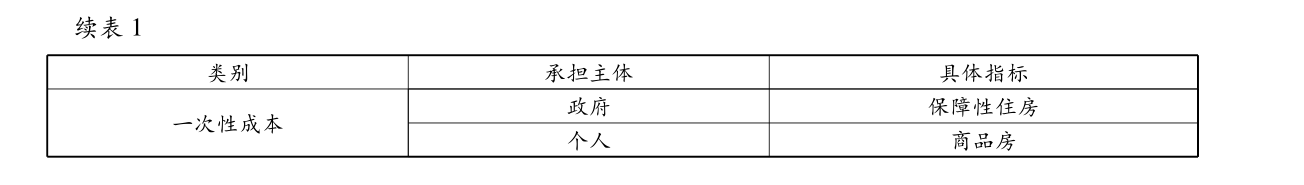 续表 1
类别 承担主体 具体指标
一次性成本 政府 保障性住房
个人 商品房